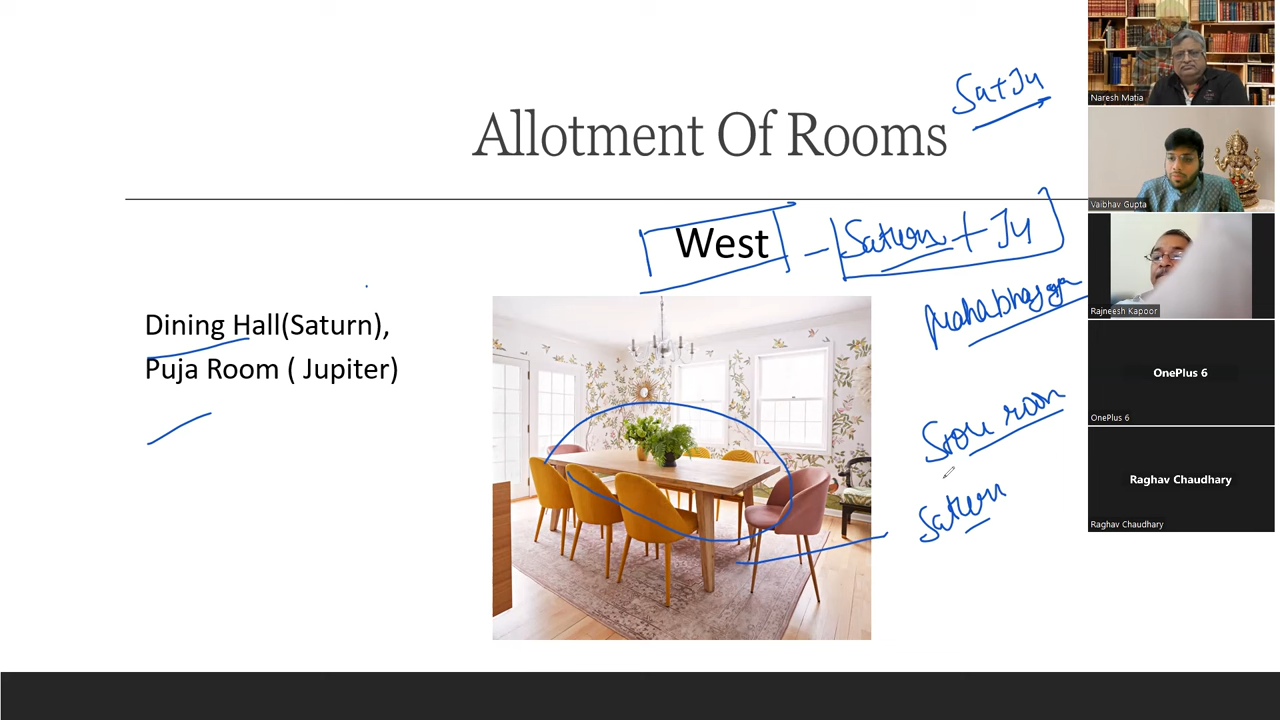 Sa+Ju
Allotment Of Rooms
West - Saturn + Ju
Mahabhagya
Dining Hall(Saturn),
Puja Room ( Jupiter)
Store room
Saturn
Naresh Matia
Vaibhav Gupta
Rajneesh Kapoor
OnePlus 6
OnePlus 6
Raghav Chaudhary
Raghav Chaudhary